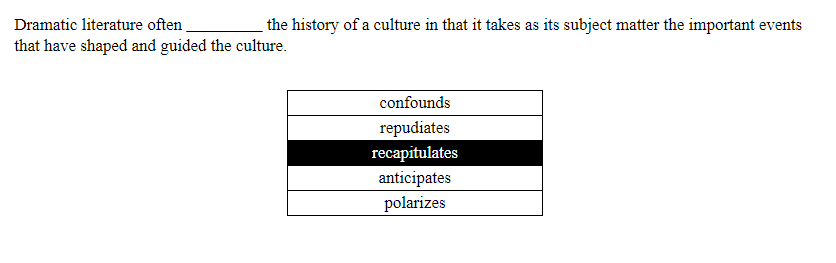 Dramatic literature often __________ the history of a culture in that it takes as its subject matter the important events
that have shaped and guided the culture.
confounds
repudiates
recapitulates
anticipates
polarizes